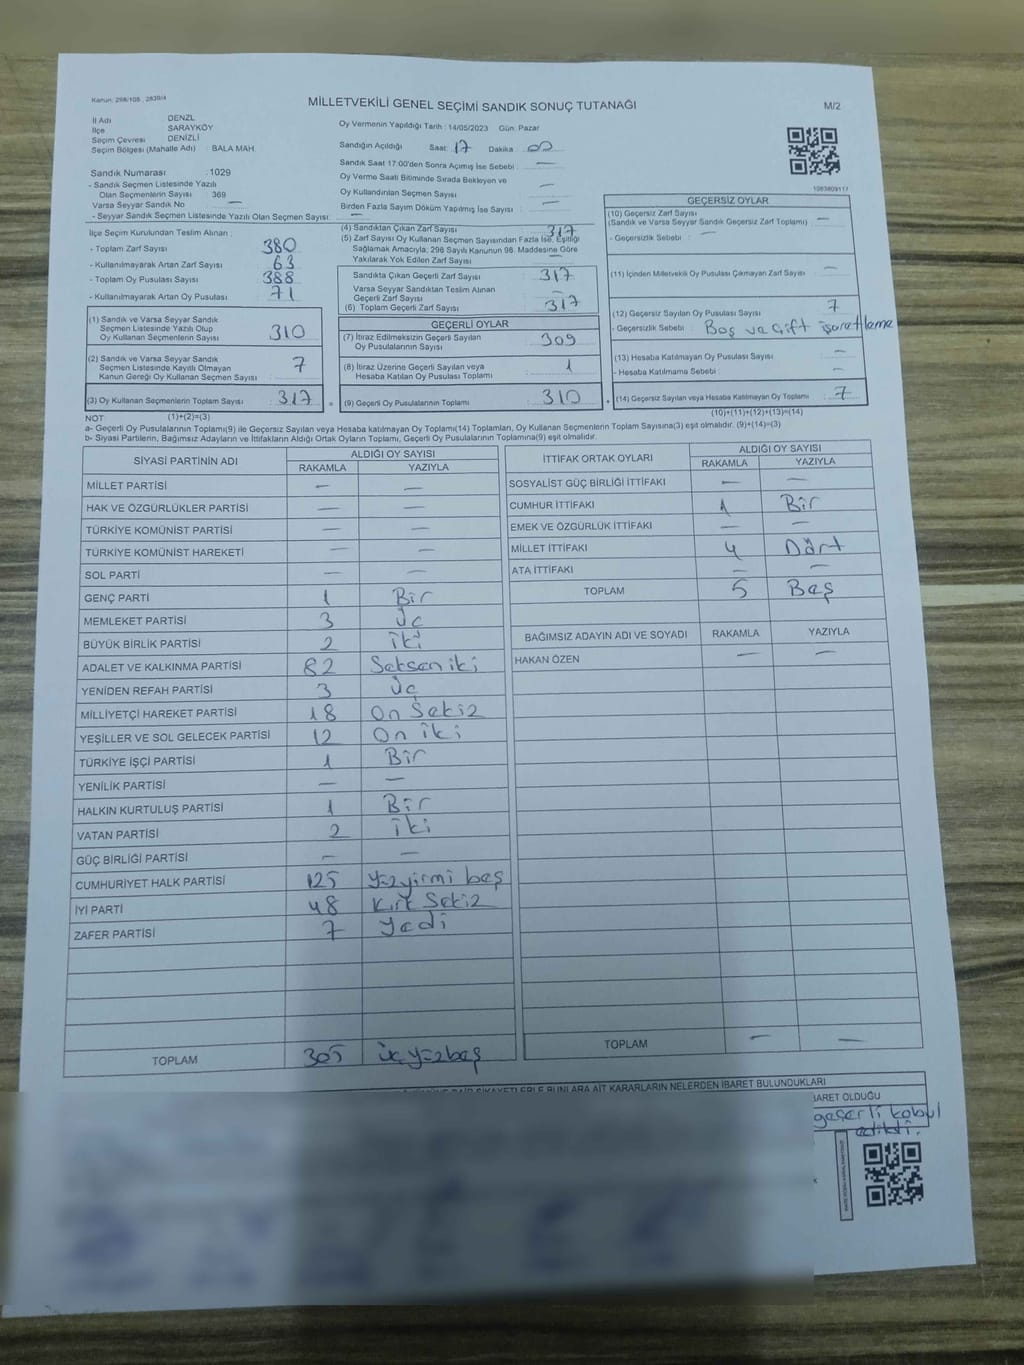 Kanun: 298/108 , 2839/4
MİLLETVEKİLİ GENEL SEÇİMİ SANDIK SONUÇ TUTANAĞI
M/2
İl Adı DENİZLİ
İlçe SARAYKÖY
Seçim Çevresi DENİZLİ
Seçim Bölgesi (Mahalle Adı) : BALA MAH.
Oy Vermenin Yapıldığı Tarih : 14/05/2023 Gün: Pazar
Sandığın Açıldığı Saat: 17 Dakika: 00
Sandık Saat 17:00'den Sonra Açımış İse Sebebi : —
Oy Verme Saati Bitiminde Sırada Bekleyen ve
Oy Kullandırılan Seçmen Sayısı —
Birden Fazla Sayım Döküm Yapılmış İse Sayısı —
1063809117
Sandık Numarası : 1029
- Sandık Seçmen Listesinde Yazılı
Olan Seçmenlerin Sayısı : 369
Varsa Seyyar Sandık No —
- Seyyar Sandık Seçmen Listesinde Yazılı Olan Seçmen Sayısı: —
İlçe Seçim Kurulundan Teslim Alınan :
- Toplam Zarf Sayısı 380
- Kullanılmayarak Artan Zarf Sayısı 63
- Toplam Oy Pusulası Sayısı 388
- Kullanılmayarak Artan Oy Pusulası 71
(1) Sandık ve Varsa Seyyar Sandık
Seçmen Listesinde Yazılı Olup
Oy Kullanan Seçmenlerin Sayısı 310
(2) Sandık ve Varsa Seyyar Sandık
Seçmen Listesinde Kayıtlı Olmayan
Kanun Gereği Oy Kullanan Seçmen Sayısı 7
(3) Oy Kullanan Seçmenlerin Toplam Sayısı 317
(4) Sandıktan Çıkan Zarf Sayısı 317
(5) Zarf Sayısı Oy Kullanan Seçmen Sayısından Fazla İse, Eşitliği
Sağlamak Amacıyla, 298 Sayılı Kanunun 98. Maddesine Göre
Yakılarak Yok Edilen Zarf Sayısı —
Sandıkta Çıkan Geçerli Zarf Sayısı 317
Varsa Seyyar Sandıktan Teslim Alınan
Geçerli Zarf Sayısı —
(6) Toplam Geçerli Zarf Sayısı 317
GEÇERLİ OYLAR
(7) İtiraz Edilmeksizin Geçerli Sayılan
Oy Pusulalarının Sayısı 309
(8) İtiraz Üzerine Geçerli Sayılan veya
Hesaba Katılan Oy Pusulası Toplamı 1
= (9) Geçerli Oy Pusulalarının Toplamı 310
GEÇERSİZ OYLAR
(10) Geçersiz Zarf Sayısı
(Sandık ve Varsa Seyyar Sandık Geçersiz Zarf Toplamı) —
- Geçersizlik Sebebi : —
(11) İçinden Milletvekili Oy Pusulası Çıkmayan Zarf Sayısı —
(12) Geçersiz Sayılan Oy Pusulası Sayısı 7
- Geçersizlik Sebebi : Boş ve çift işaretleme
(13) Hesaba Katılmayan Oy Pusulası Sayısı —
- Hesaba Katılmama Sebebi : —
+ (14) Geçersiz Sayılan veya Hesaba Katılmayan Oy Toplamı 7
NOT (1)+(2)=(3)
(10)+(11)+(12)+(13)=(14)
a- Geçerli Oy Pusulalarının Toplamı(9) ile Geçersiz Sayılan veya Hesaba katılmayan Oy Toplamı(14) Toplamları, Oy Kullanan Seçmenlerin Toplam Sayısına(3) eşit olmalıdır. (9)+(14)=(3)
b- Siyasi Partilerin, Bağımsız Adayların ve İttifakların Aldığı Ortak Oyların Toplamı, Geçerli Oy Pusulalarının Toplamına(9) eşit olmalıdır.
SİYASİ PARTİNİN ADI ALDIĞI OY SAYISI
RAKAMLA YAZIYLA
MİLLET PARTİSİ — —
HAK VE ÖZGÜRLÜKLER PARTİSİ — —
TÜRKİYE KOMÜNİST PARTİSİ — —
TÜRKİYE KOMÜNİST HAREKETİ — —
SOL PARTİ — —
GENÇ PARTİ 1 Bir
MEMLEKET PARTİSİ 3 Üç
BÜYÜK BİRLİK PARTİSİ 2 İki
ADALET VE KALKINMA PARTİSİ 82 Seksen iki
YENİDEN REFAH PARTİSİ 3 Üç
MİLLİYETÇİ HAREKET PARTİSİ 18 On Sekiz
YEŞİLLER VE SOL GELECEK PARTİSİ 12 On iki
TÜRKİYE İŞÇİ PARTİSİ 1 Bir
YENİLİK PARTİSİ — —
HALKIN KURTULUŞ PARTİSİ 1 Bir
VATAN PARTİSİ 2 İki
GÜÇ BİRLİĞİ PARTİSİ — —
CUMHURİYET HALK PARTİSİ 125 Yüzyirmi beş
İYİ PARTİ 48 Kırk Sekiz
ZAFER PARTİSİ 7 Yedi
TOPLAM 305 üç yüz beş
İTTİFAK ORTAK OYLARI ALDIĞI OY SAYISI
RAKAMLA YAZIYLA
SOSYALİST GÜÇ BİRLİĞİ İTTİFAKI — —
CUMHUR İTTİFAKI 1 Bir
EMEK VE ÖZGÜRLÜK İTTİFAKI — —
MİLLET İTTİFAKI 4 Dört
ATA İTTİFAKI — —
TOPLAM 5 Beş
BAĞIMSIZ ADAYIN ADI VE SOYADI RAKAMLA YAZIYLA
HAKAN ÖZEN — —
TOPLAM — —
ŞİKAYETLERLE BUNLARA AİT KARARLARIN NELERDEN İBARET BULUNDUKLARI
İBARET OLDUĞU
geçerli kabul
edildi.